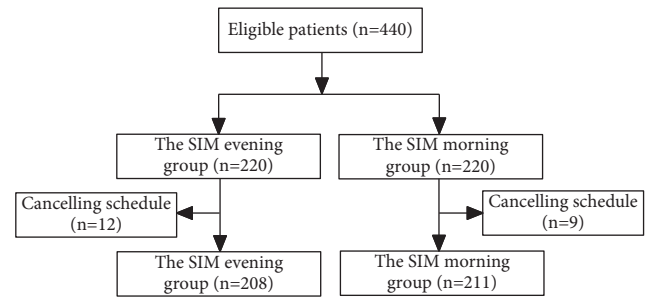 Eligible patients (n=440)
The SIM evening
group (n=220)
The SIM morning
group (n=220)
Cancelling schedule
(n=12)
Cancelling schedule
(n=9)
The SIM evening
group (n=208)
The SIM morning
group (n=211)